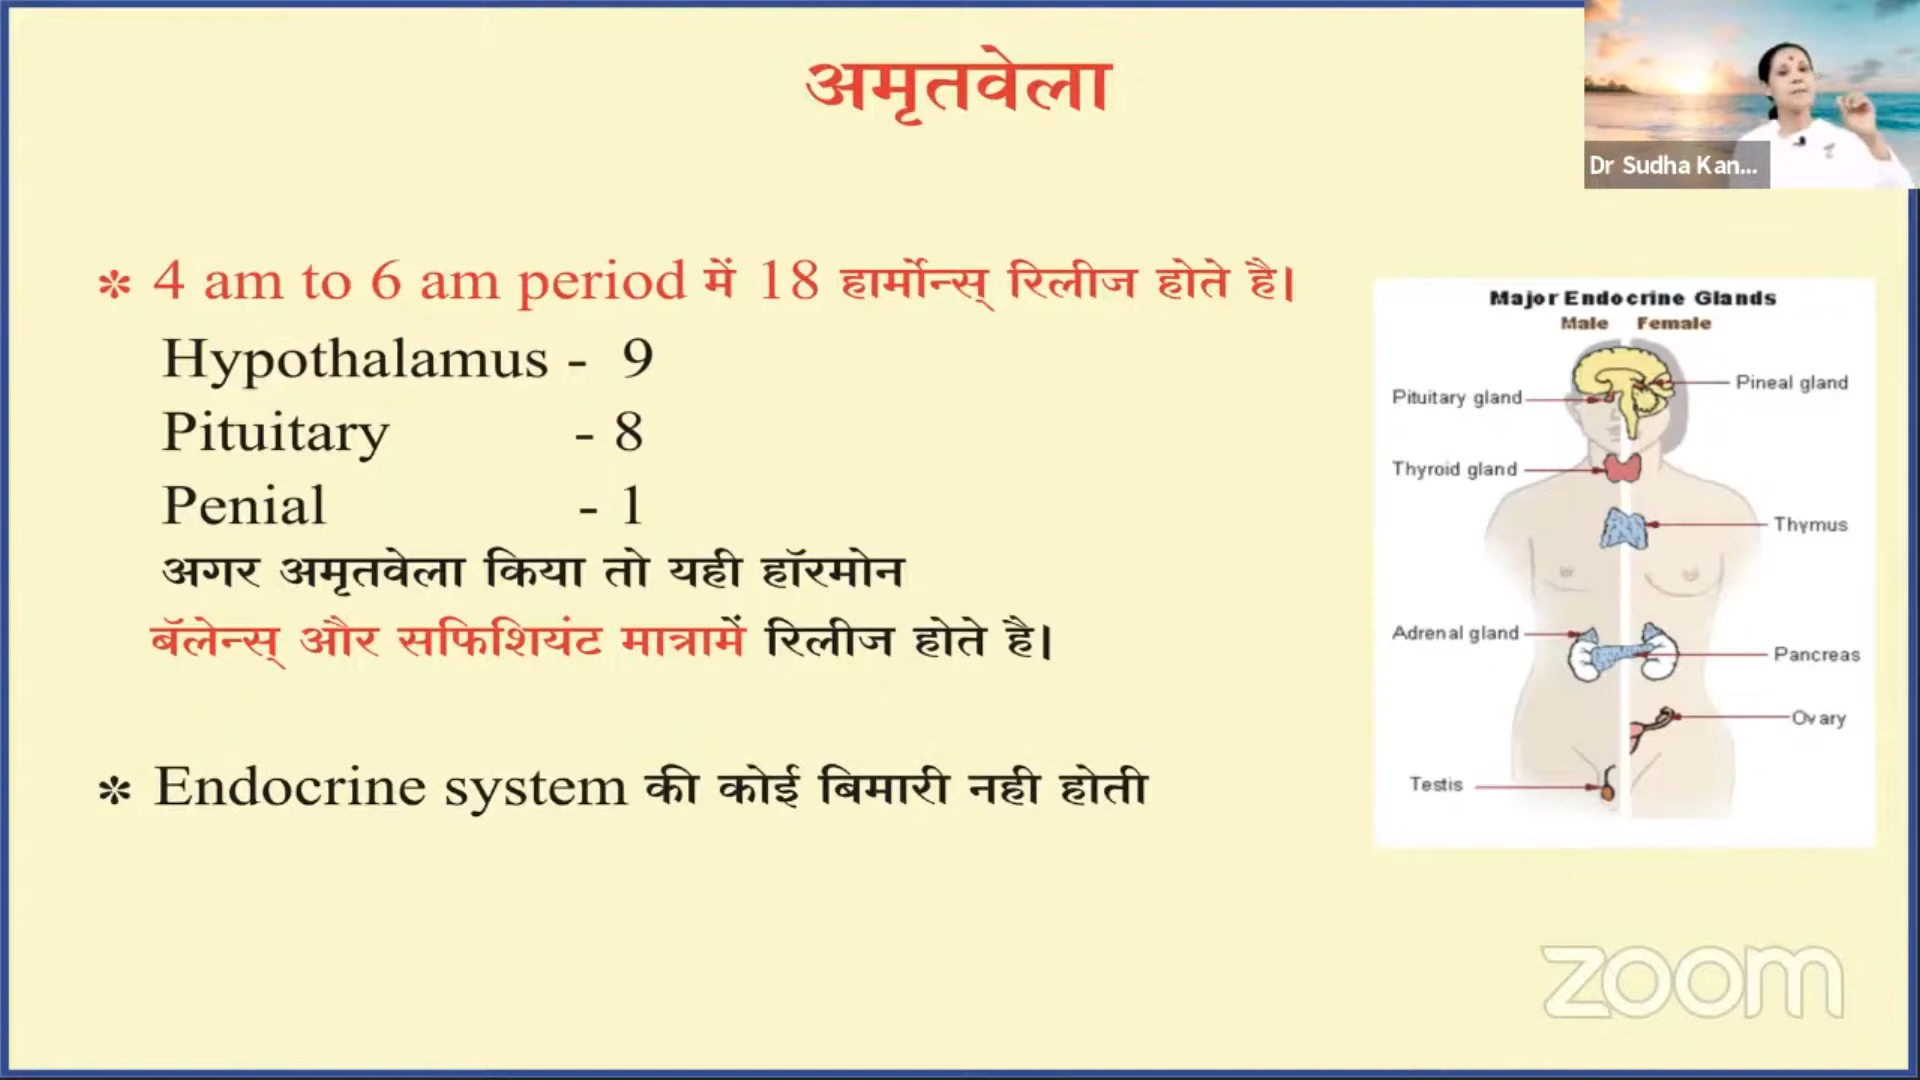 अमृतवेला
Dr Sudha Kan...
* 4 am to 6 am period में 18 हार्मोन्स् रिलीज होते है।
Hypothalamus - 9
Pituitary - 8
Penial - 1
अगर अमृतवेला किया तो यही हॉरमोन
बॅलेन्स् और सफिशियंट मात्रामें रिलीज होते है।
* Endocrine system की कोई बिमारी नही होती
Major Endocrine Glands
Male Female
Pineal gland
Pituitary gland
Thyroid gland
Thymus
Adrenal gland
Pancreas
Ovary
Testis
zoom